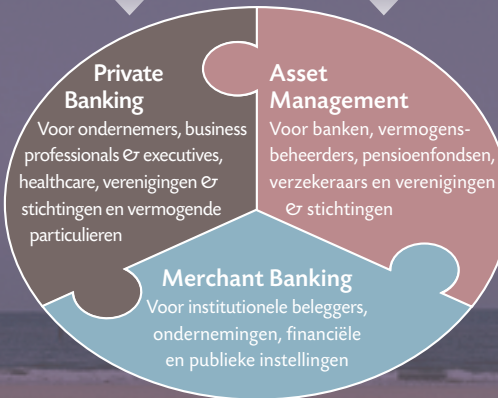 Private
Banking
Voor ondernemers, business
professionals & executives,
healthcare, verenigingen &
stichtingen en vermogende
particulieren
Asset
Management
Voor banken, vermogens-
beheerders, pensioenfondsen,
verzekeraars en verenigingen
& stichtingen
Merchant Banking
Voor institutionele beleggers,
ondernemingen, financiële
en publieke instellingen